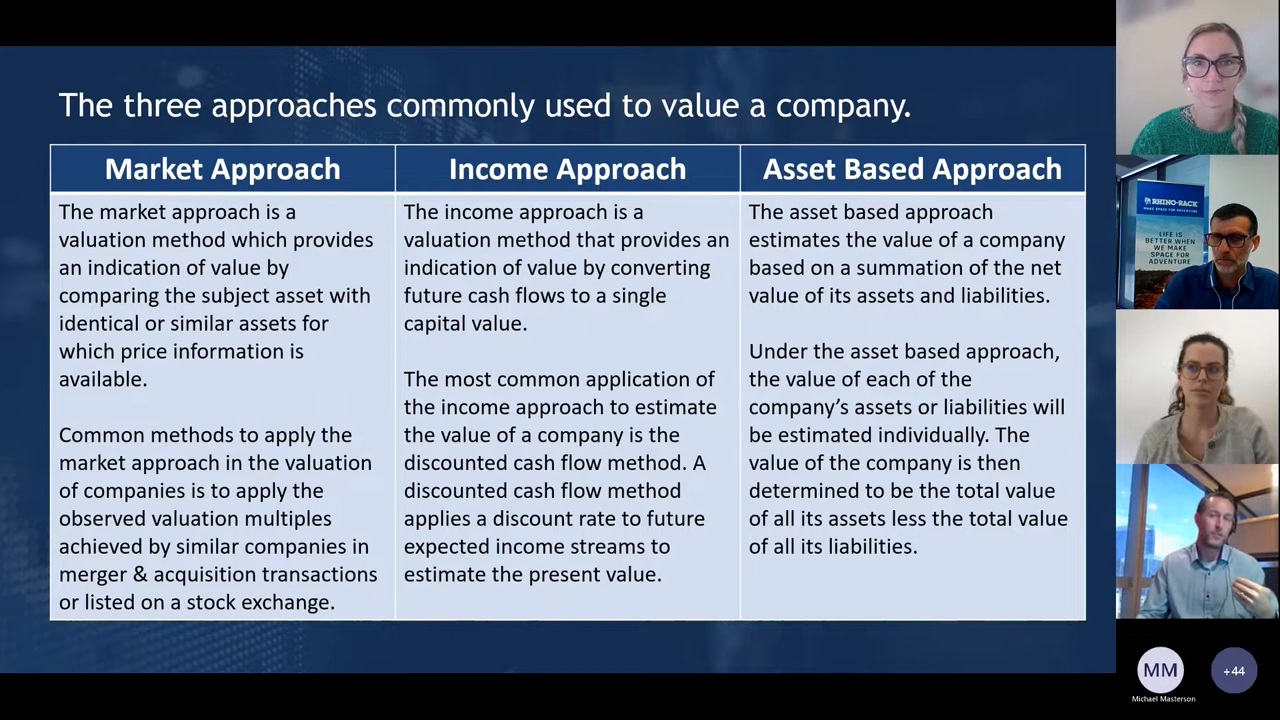 The three approaches commonly used to value a company.
Market Approach
The market approach is a
valuation method which provides
an indication of value by
comparing the subject asset with
identical or similar assets for
which price information is
available.
Common methods to apply the
market approach in the valuation
of companies is to apply the
observed valuation multiples
achieved by similar companies in
merger & acquisition transactions
or listed on a stock exchange.
Income Approach
The income approach is a
valuation method that provides an
indication of value by converting
future cash flows to a single
capital value.
The most common application of
the income approach to estimate
the value of a company is the
discounted cash flow method. A
discounted cash flow method
applies a discount rate to future
expected income streams to
estimate the present value.
Asset Based Approach
The asset based approach
estimates the value of a company
based on a summation of the net
value of its assets and liabilities.
Under the asset based approach,
the value of each of the
company's assets or liabilities will
be estimated individually. The
value of the company is then
determined to be the total value
of all its assets less the total value
of all its liabilities.
RHINO-RACK
MAKE SPACE FOR ADVENTURE
LIFE IS
BETTER WHEN
WE MAKE
SPACE FOR
ADVENTURE
MM
Michael Masterson
+44